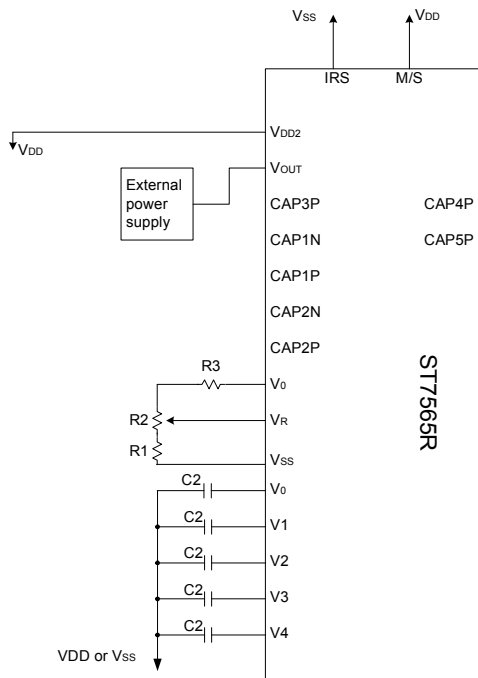 VSS
VDD
IRS
M/S
VDD2
VDD
VOUT
External
power
supply
CAP3P
CAP4P
CAP1N
CAP5P
CAP1P
CAP2N
CAP2P
ST7565R
R3
V0
R2
VR
R1
VSS
C2
V0
C2
V1
C2
V2
C2
V3
C2
V4
VDD or VSS